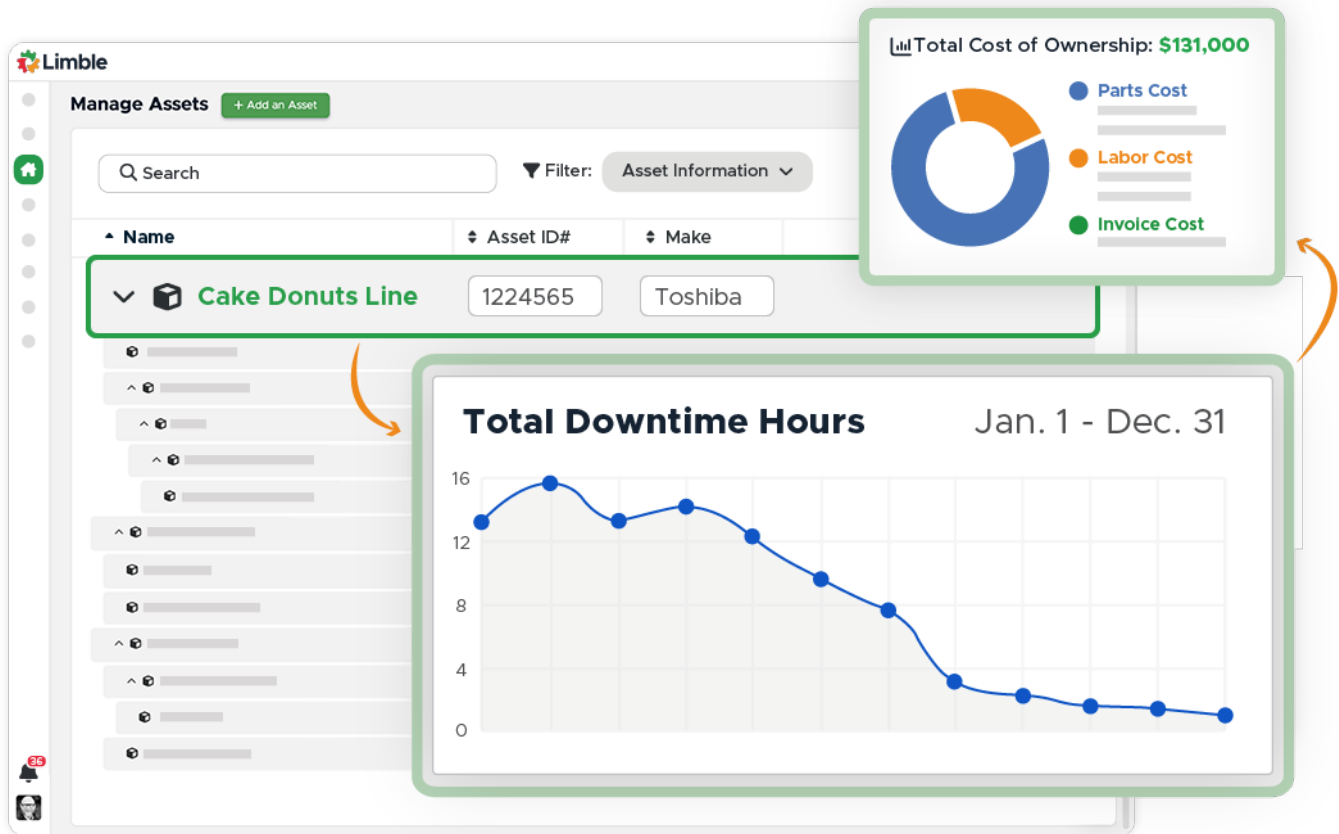 Limble
Manage Assets
+ Add an Asset
Search
Filter:
Asset Information
Name
Asset ID#
Make
Cake Donuts Line
1224565
Toshiba
Total Cost of Ownership: $131,000
Parts Cost
Labor Cost
Invoice Cost
Total Downtime Hours
Jan. 1 - Dec. 31
16
12
8
4
0
36